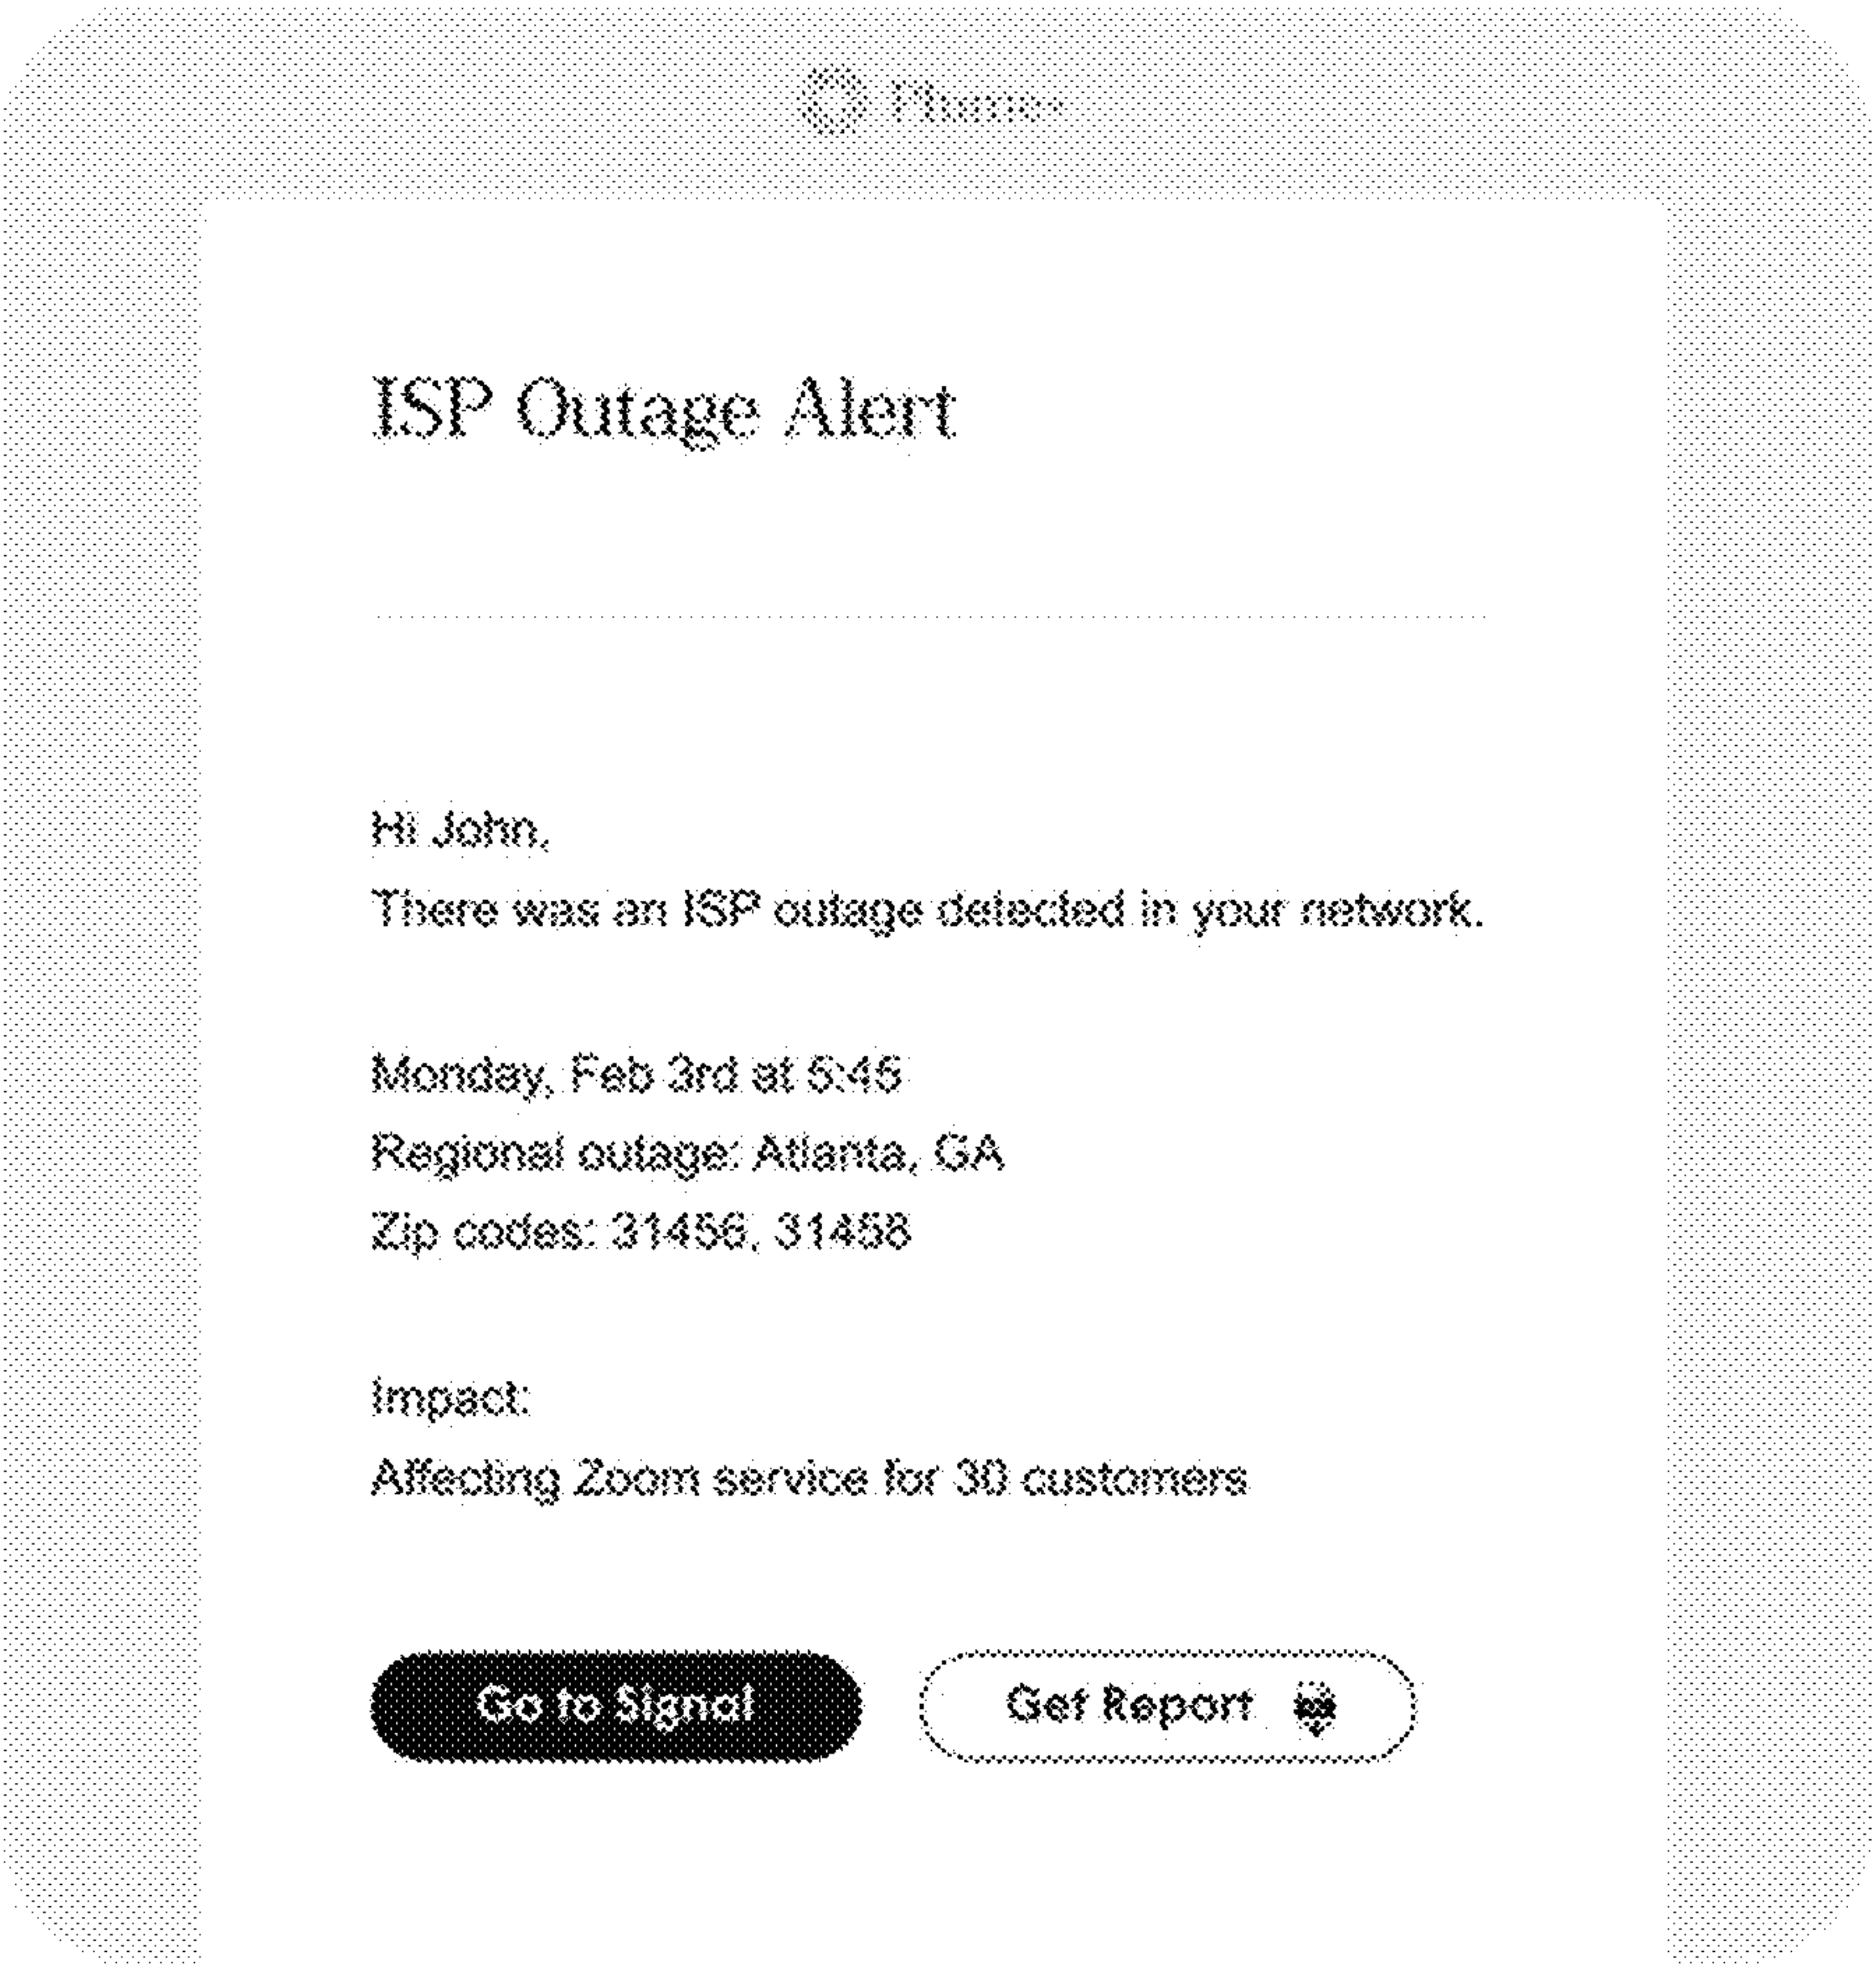 Plume
ISP Outage Alert
Hi John,
There was an ISP outage detected in your network.
Monday, Feb 3rd at 5:45
Regional outage: Atlanta, GA
Zip codes: 31456, 31458
Impact:
Affecting Zoom service for 30 customers
Go to Signal
Get Report